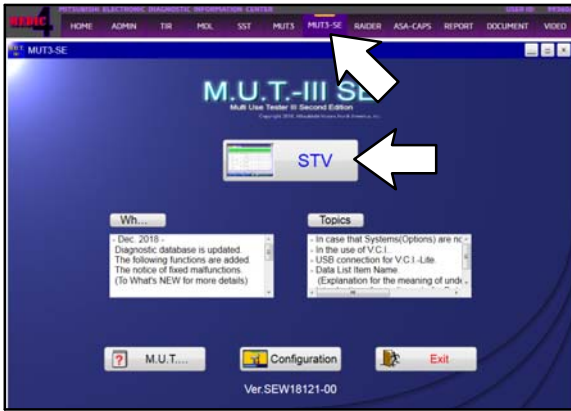 MITSUBISHI ELECTRONIC DIAGNOSTIC INFORMATION CENTER
USER ID
MEDIC 4
HOME ADMIN TIR MDL SST MUT3 MUT3-SE RAIDER ASA-CAPS REPORT DOCUMENT VIDEO
MUT3-SE
M.U.T.-III SE
Multi Use Tester III Second Edition
STV
Wh...
- Dec. 2018 -
Diagnostic database is updated.
The following functions are added.
The notice of fixed malfunctions.
(To What's NEW for more details)
Topics
- In case that Systems(Options) are no
- In the use of V.C.I.
- USB connection for V.C.I.-Lite.
- Data List Item Name
(Explanation for the meaning of unde
M.U.T....
Configuration
Exit
Ver.SEW18121-00